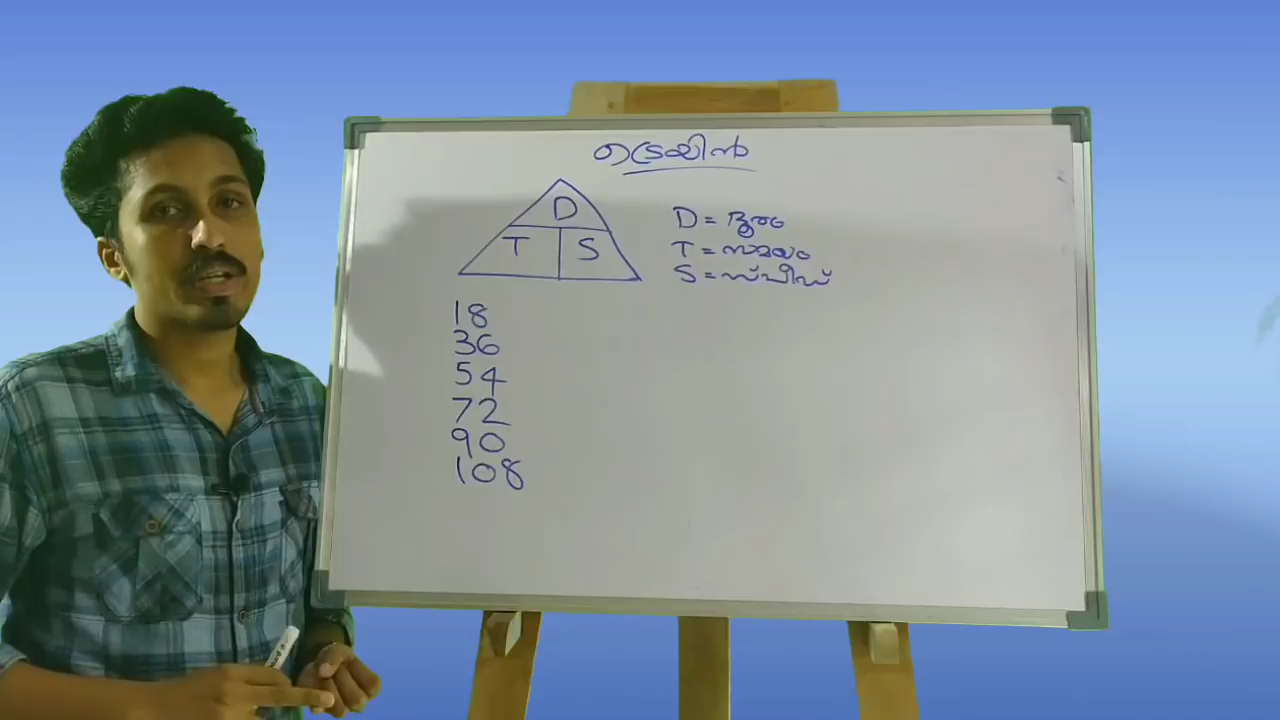 ട്രെയിൻ
D
T S
D = ദൂരം
T = സമയം
S = സ്പീഡ്
18
36
54
72
90
108